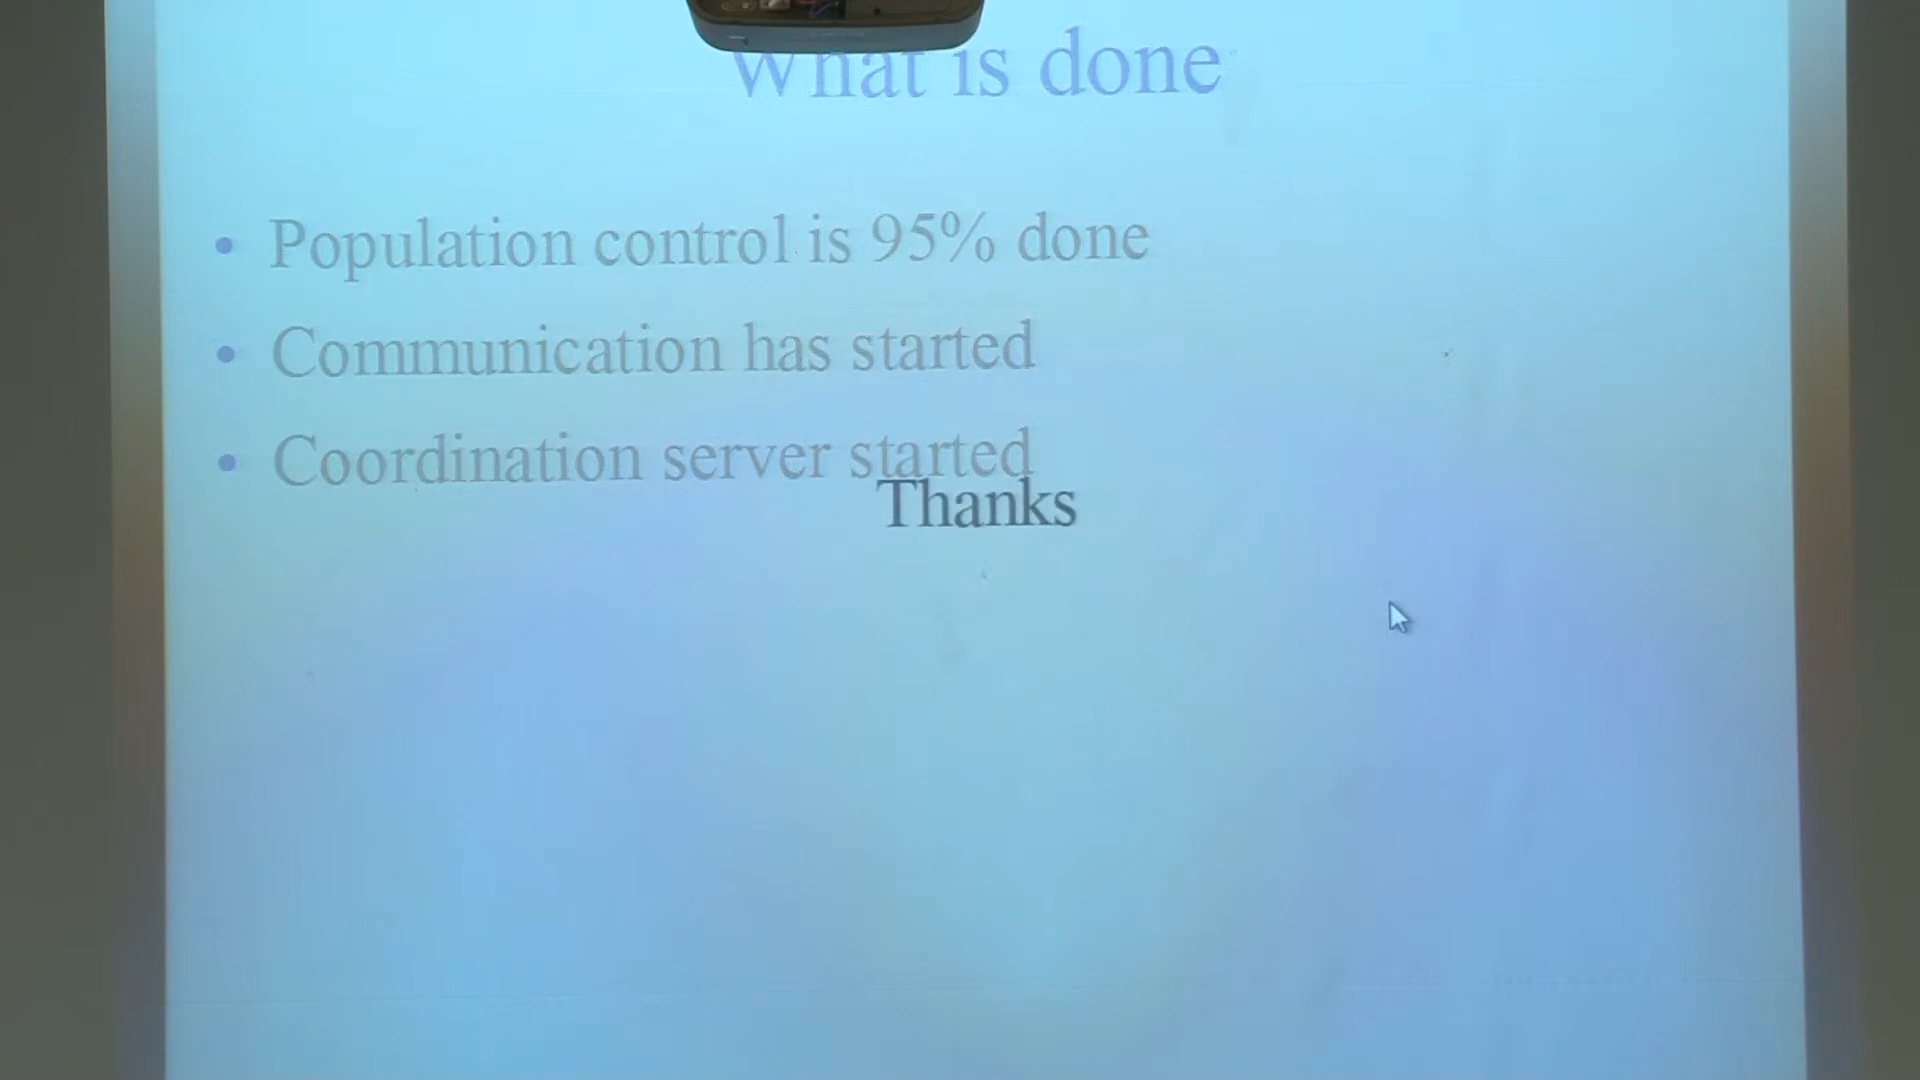 What is done
• Population control is 95% done
• Communication has started
• Coordination server started
Thanks